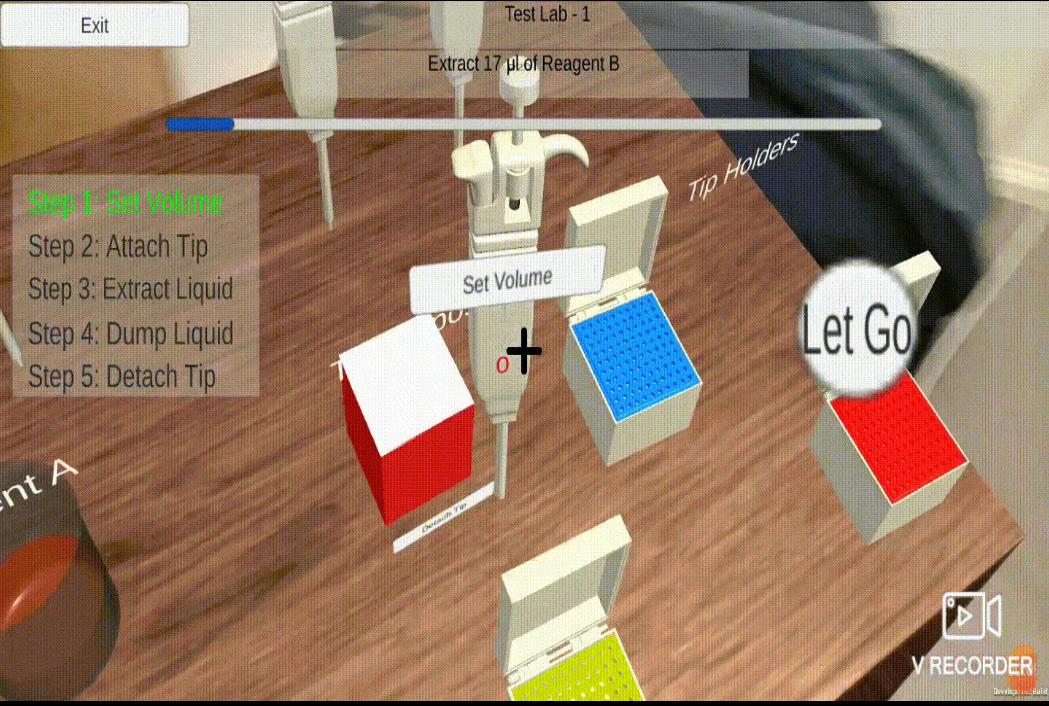 Exit
Test Lab - 1
Extract 17 µl of Reagent B
Tip Holders
Step 1: Set Volume
Step 2: Attach Tip
Step 3: Extract Liquid
Step 4: Dump Liquid
Step 5: Detach Tip
Set Volume
Let Go
0
ent A
Detach Tip
V RECORDER
Development Build